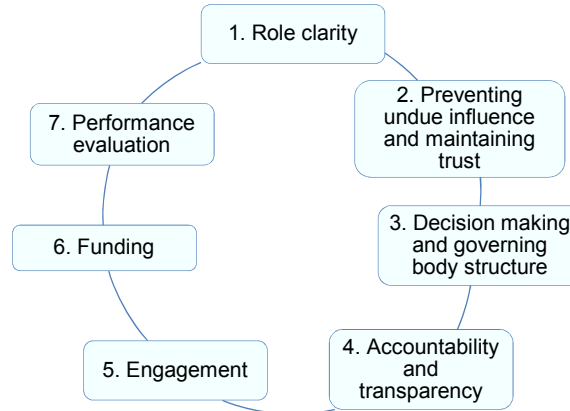 1. Role clarity
2. Preventing
undue influence
and maintaining
trust
3. Decision making
and governing
body structure
4. Accountability
and
transparency
5. Engagement
6. Funding
7. Performance
evaluation